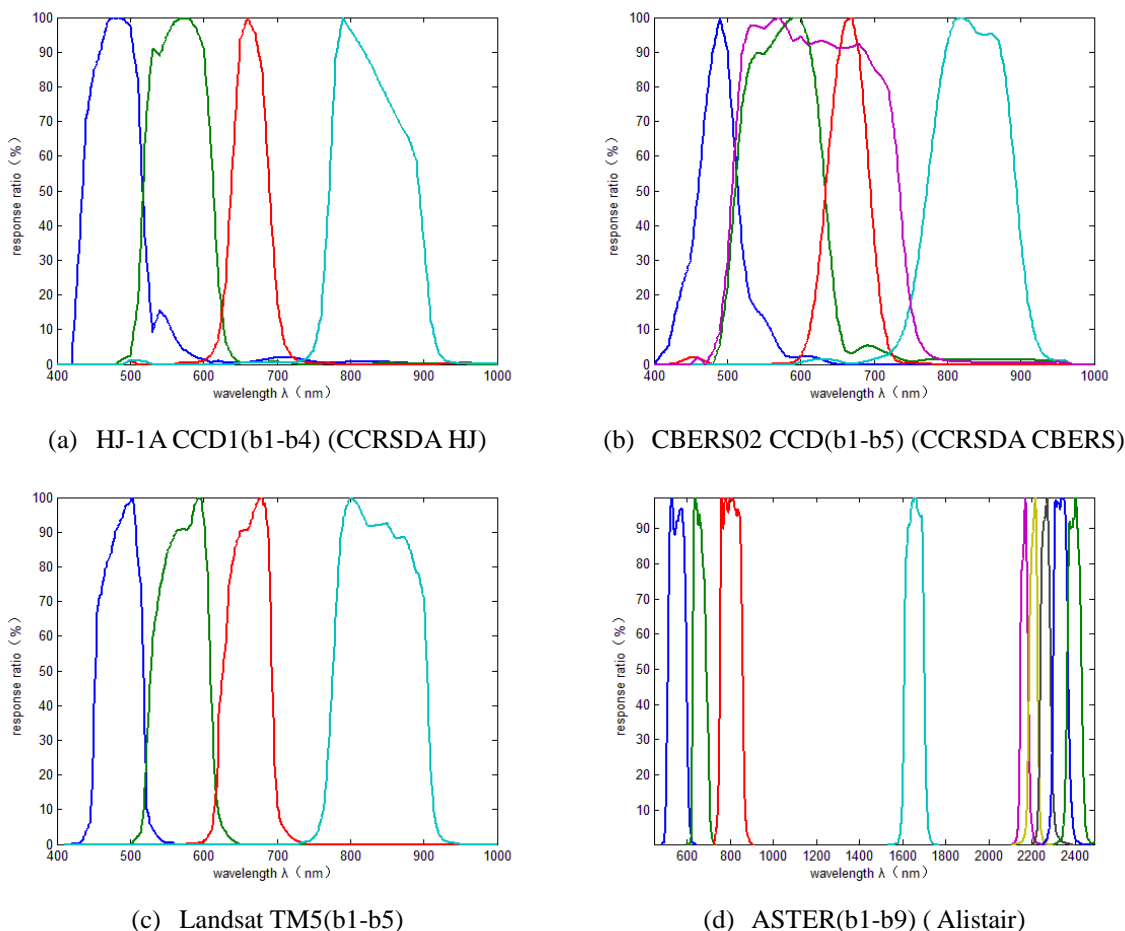 100
90
80
70
60
50
40
30
20
10
0
response ratio（%）
400 500 600 700 800 900 1000
wavelength λ（nm）
(a) HJ-1A CCD1(b1-b4) (CCRSDA HJ)
100
90
80
70
60
50
40
30
20
10
0
response ratio（%）
400 500 600 700 800 900 1000
wavelength λ（nm）
(b) CBERS02 CCD(b1-b5) (CCRSDA CBERS)
100
90
80
70
60
50
40
30
20
10
0
response ratio（%）
400 500 600 700 800 900 1000
wavelength λ（nm）
(c) Landsat TM5(b1-b5)
90
80
70
60
50
40
30
20
10
response ratio（%）
600 800 1000 1200 1400 1600 1800 2000 2200 2400
wavelength λ（nm）
(d) ASTER(b1-b9) ( Alistair)